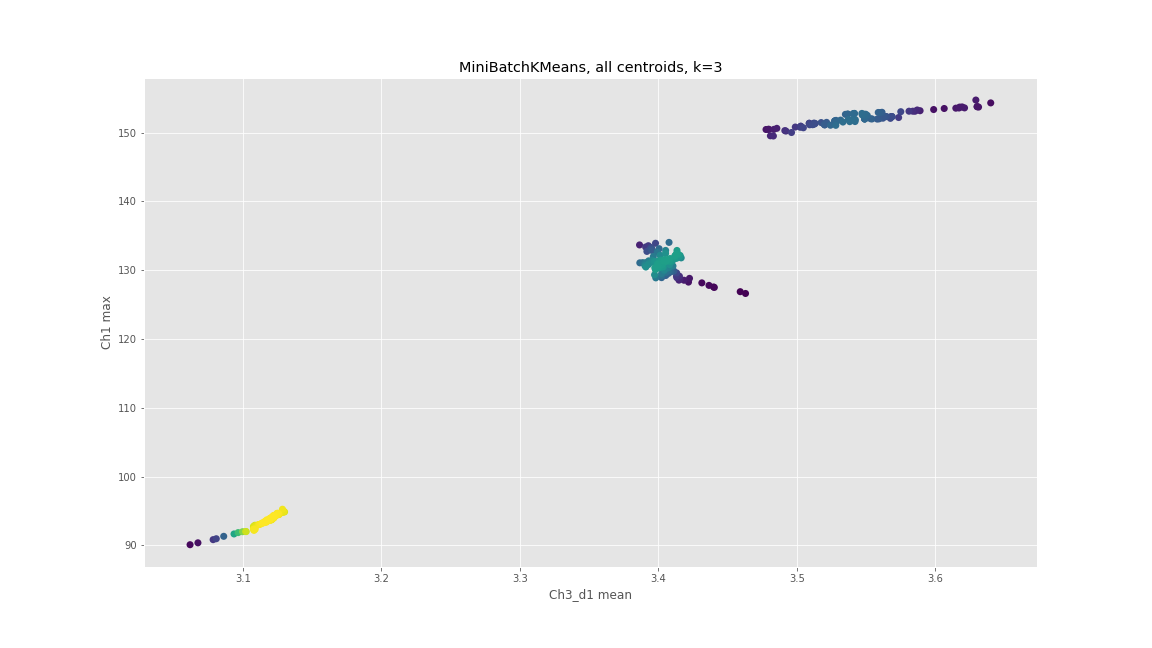 MiniBatchKMeans, all centroids, k=3
150
140
130
120
110
100
90
Ch1 max
3.1 3.2 3.3 3.4 3.5 3.6
Ch3_d1 mean